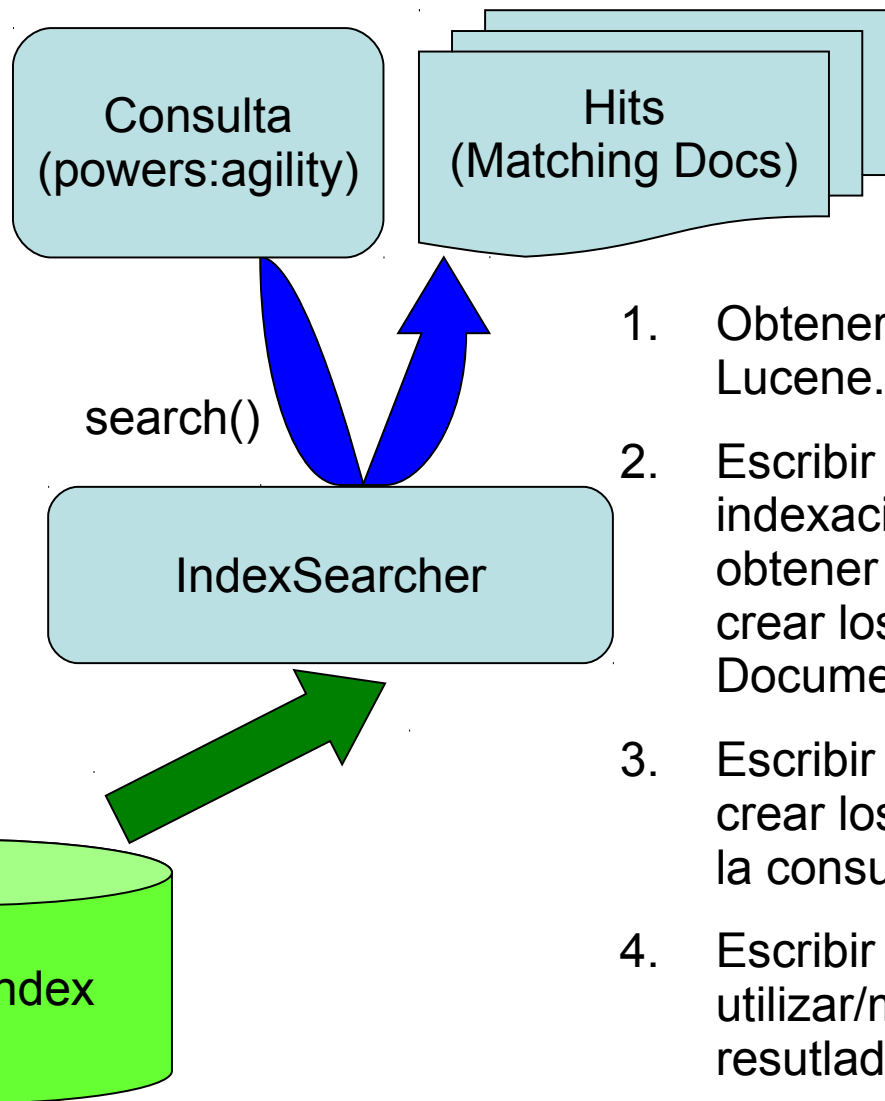 Consulta
(powers:agility)
Hits
(Matching Docs)
search()
IndexSearcher
ndex
1. Obtener
Lucene.
2. Escribir
indexaci
obtener
crear los
Docume
3. Escribir
crear los
la consu
4. Escribir
utilizar/
resutlad